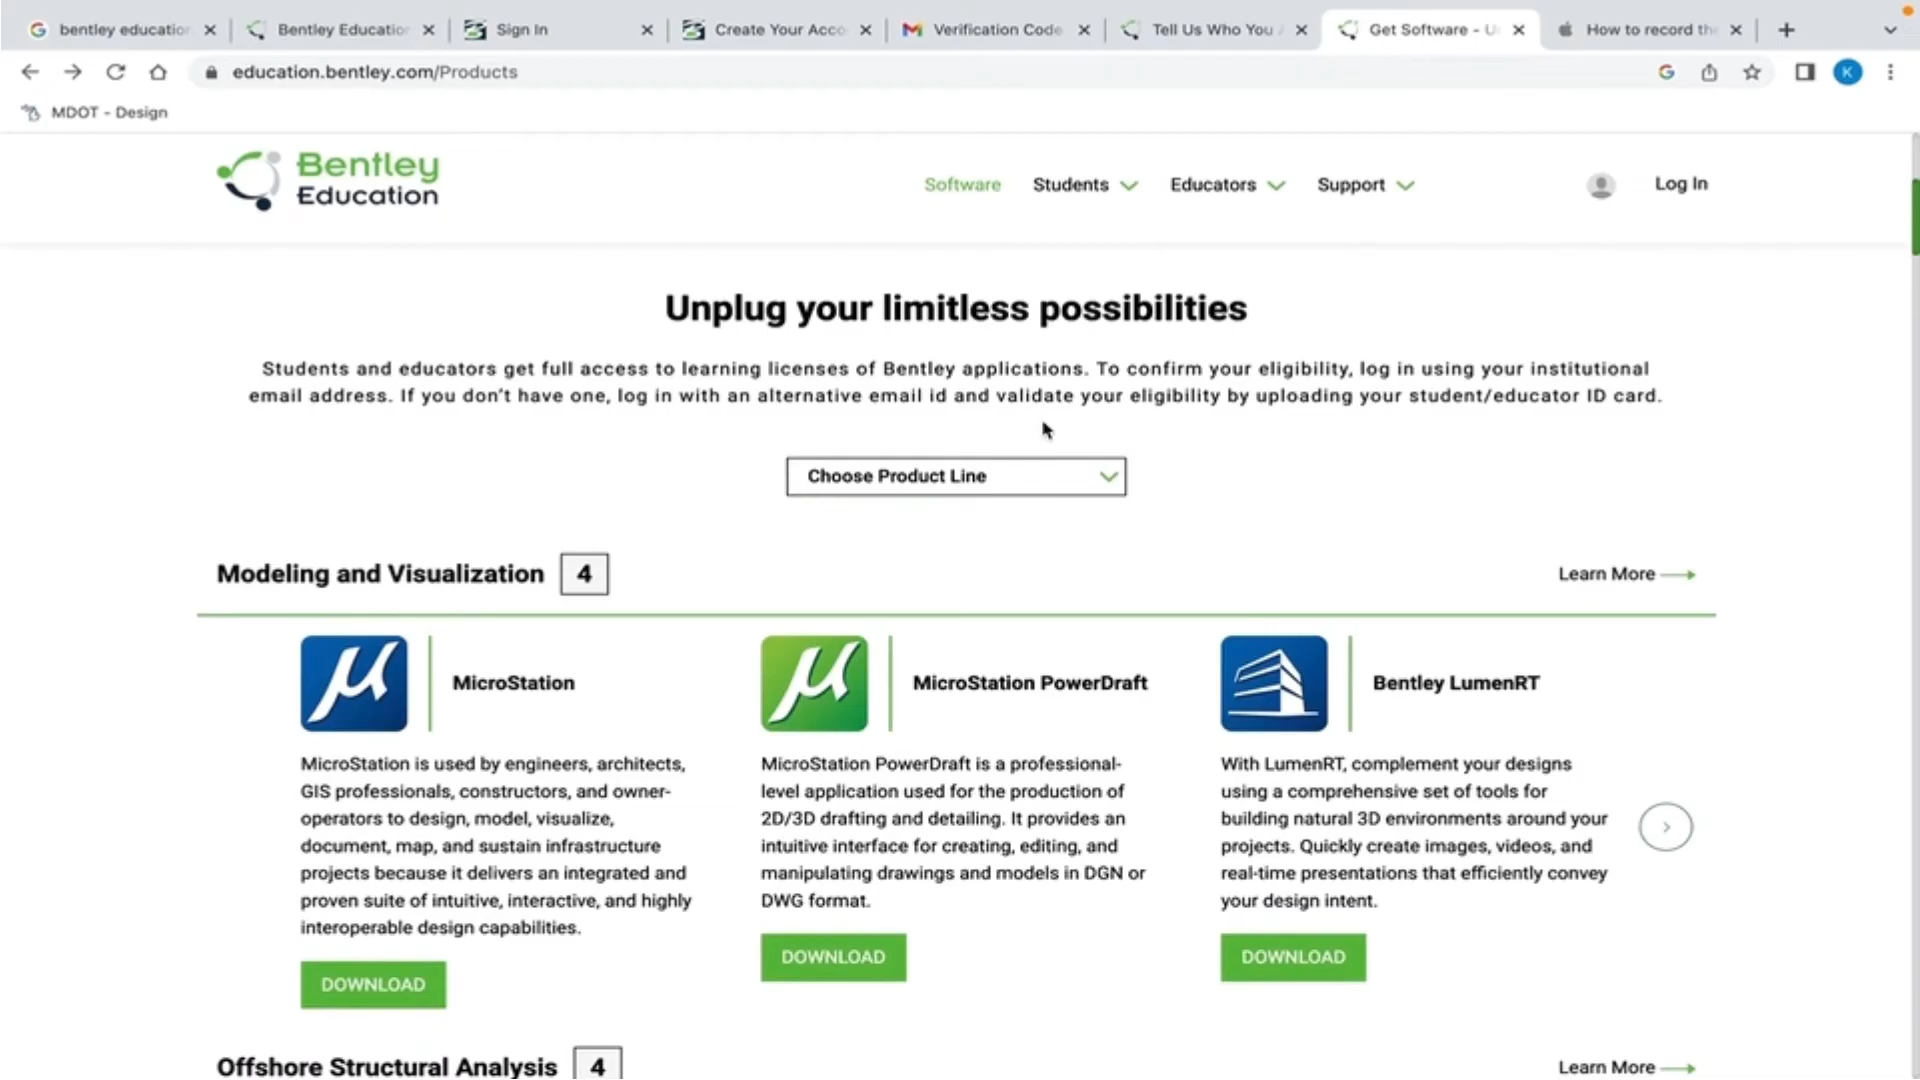 bentley education
Bentley Education
Sign In
Create Your Acco
Verification Code
Tell Us Who You A
Get Software - U
How to record the
education.bentley.com/Products
K
MDOT - Design
Bentley
Education
Software
Students
Educators
Support
Log In
Unplug your limitless possibilities
Students and educators get full access to learning licenses of Bentley applications. To confirm your eligibility, log in using your institutional
email address. If you don't have one, log in with an alternative email id and validate your eligibility by uploading your student/educator ID card.
Choose Product Line
Modeling and Visualization 4
Learn More
MicroStation
MicroStation is used by engineers, architects,
GIS professionals, constructors, and owner-
operators to design, model, visualize,
document, map, and sustain infrastructure
projects because it delivers an integrated and
proven suite of intuitive, interactive, and highly
interoperable design capabilities.
DOWNLOAD
MicroStation PowerDraft
MicroStation PowerDraft is a professional-
level application used for the production of
2D/3D drafting and detailing. It provides an
intuitive interface for creating, editing, and
manipulating drawings and models in DGN or
DWG format.
DOWNLOAD
Bentley LumenRT
With LumenRT, complement your designs
using a comprehensive set of tools for
building natural 3D environments around your
projects. Quickly create images, videos, and
real-time presentations that efficiently convey
your design intent.
DOWNLOAD
Offshore Structural Analysis 4
Learn More